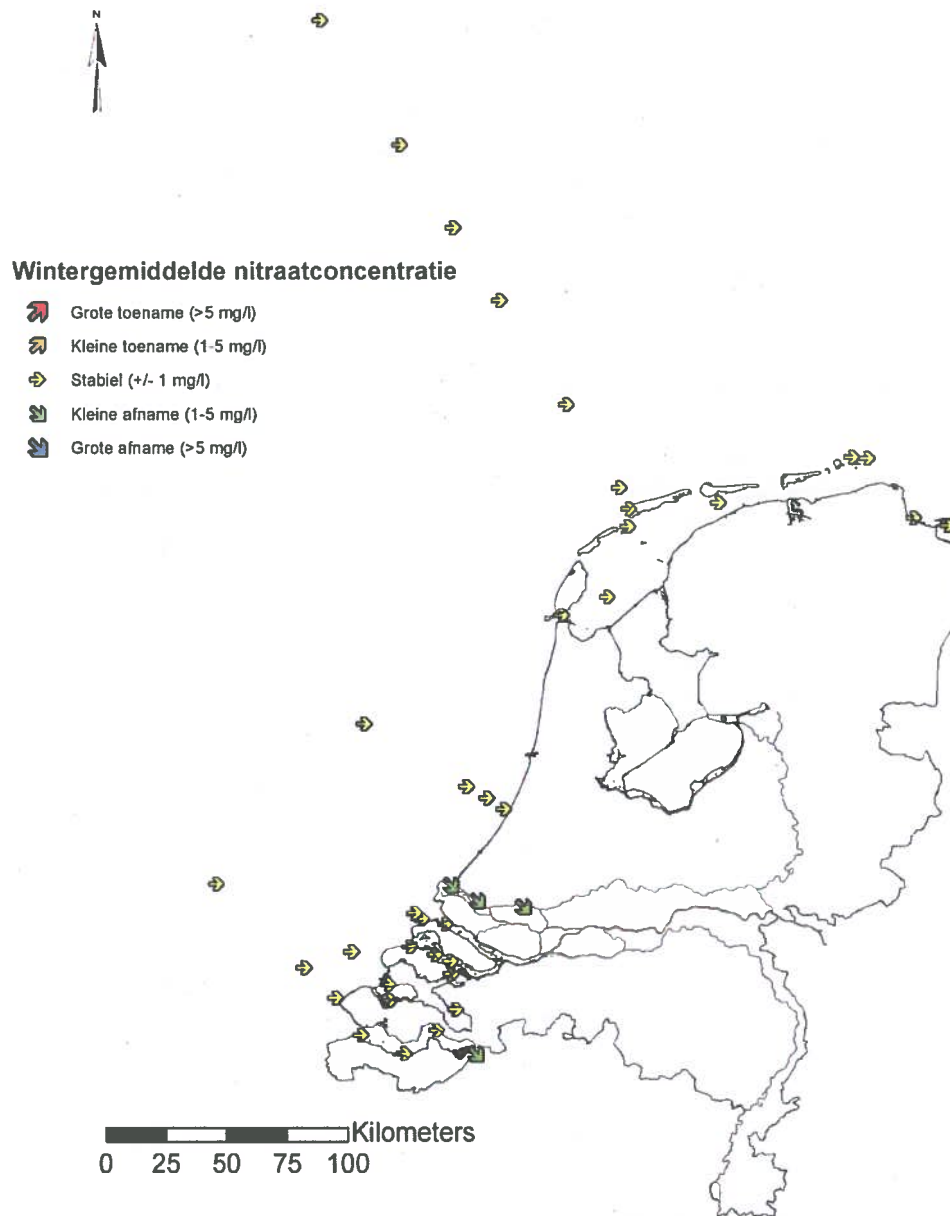 N
Wintergemiddelde nitraatconcentratie
Grote toename (>5 mg/l)
Kleine toename (1-5 mg/l)
Stabiel (+/- 1 mg/l)
Kleine afname (1-5 mg/l)
Grote afname (>5 mg/l)
Kilometers
0 25 50 75 100